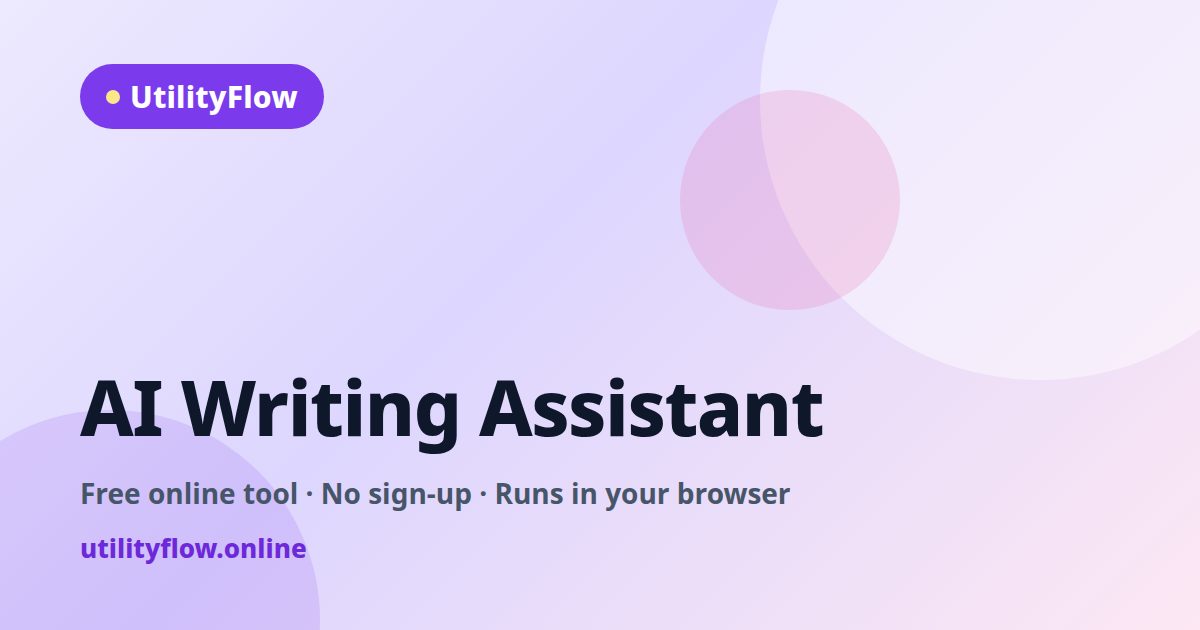 UtilityFlow
AI Writing Assistant
Free online tool · No sign-up · Runs in your browser
utilityflow.online